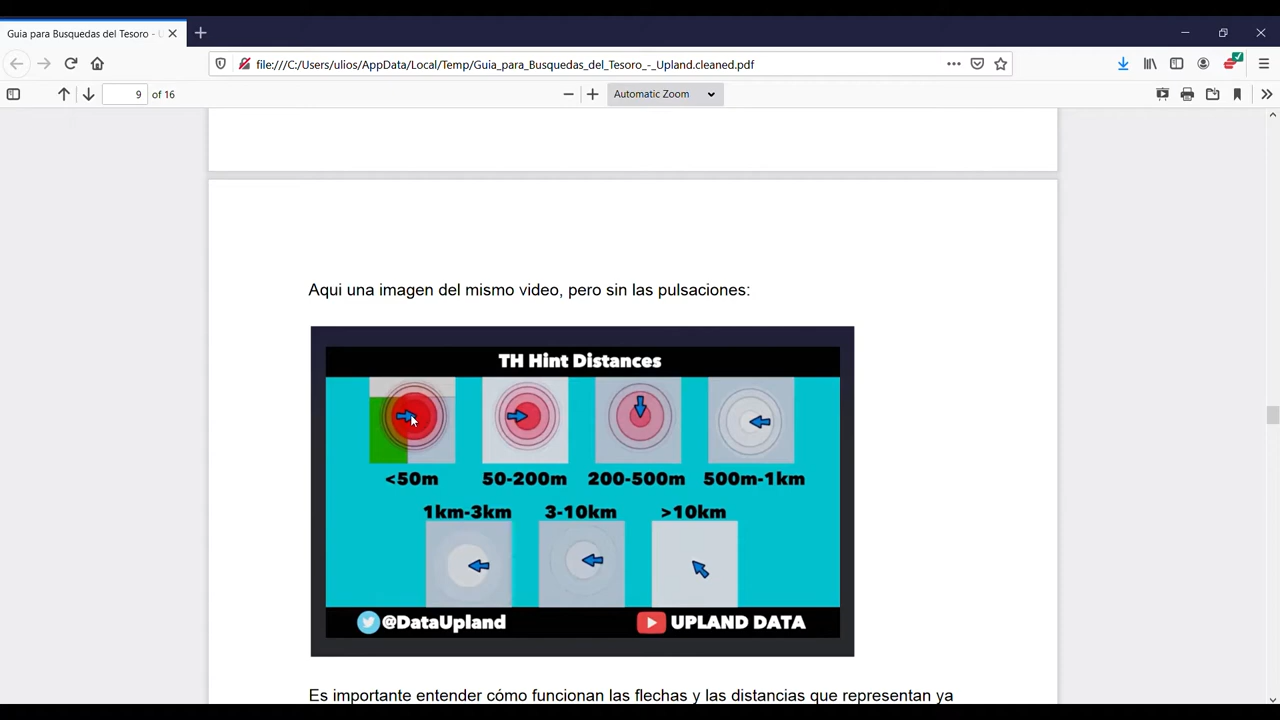 Guia para Busquedas del Tesoro - U
file:///C:/Users/ulios/AppData/Local/Temp/Guia_para_Busquedas_del_Tesoro_-_Upland.cleaned.pdf
9 of 16
Automatic Zoom
Aqui una imagen del mismo video, pero sin las pulsaciones:
TH Hint Distances
<50m 50-200m 200-500m 500m-1km
1km-3km 3-10km >10km
@DataUpland UPLAND DATA
Es importante entender cómo funcionan las flechas y las distancias que representan ya